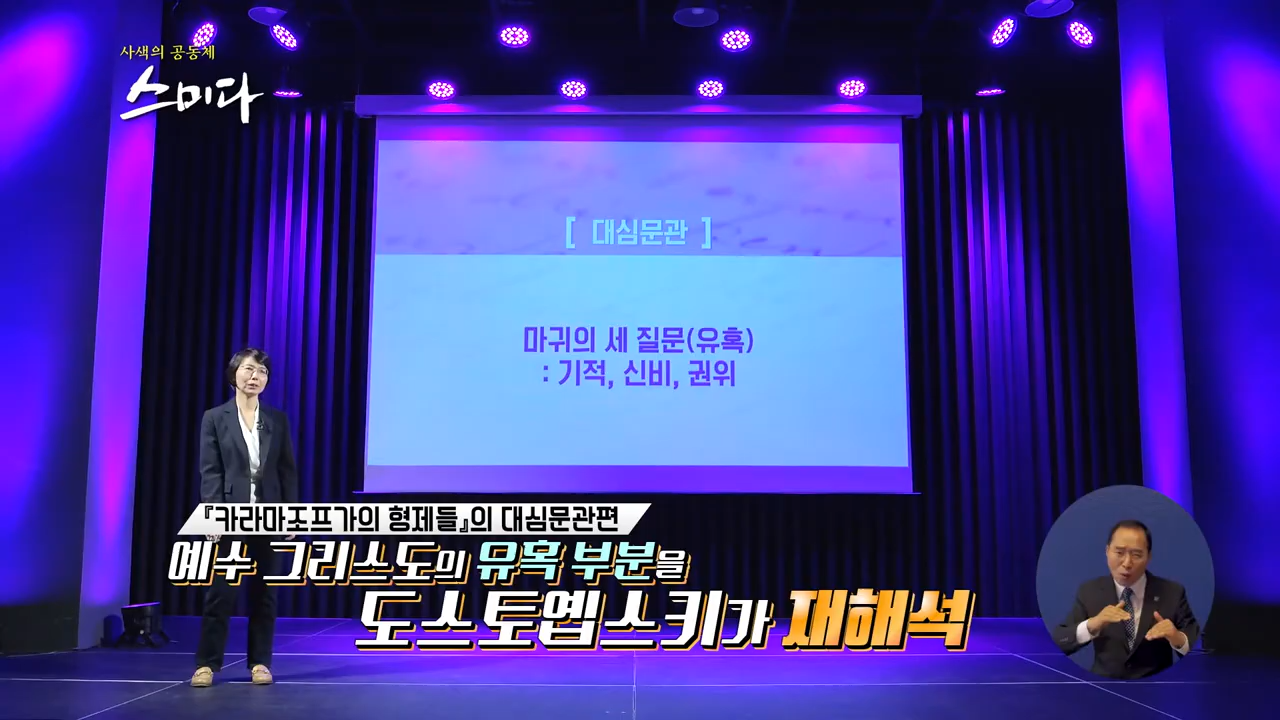 사색의 공동체
스미다
[ 대심문관 ]
마귀의 세 질문(유혹)
: 기적, 신비, 권위
『카라마조프가의 형제들』의 대심문관편
예수 그리스도의 유혹 부분을
도스토옙스키가 재해석